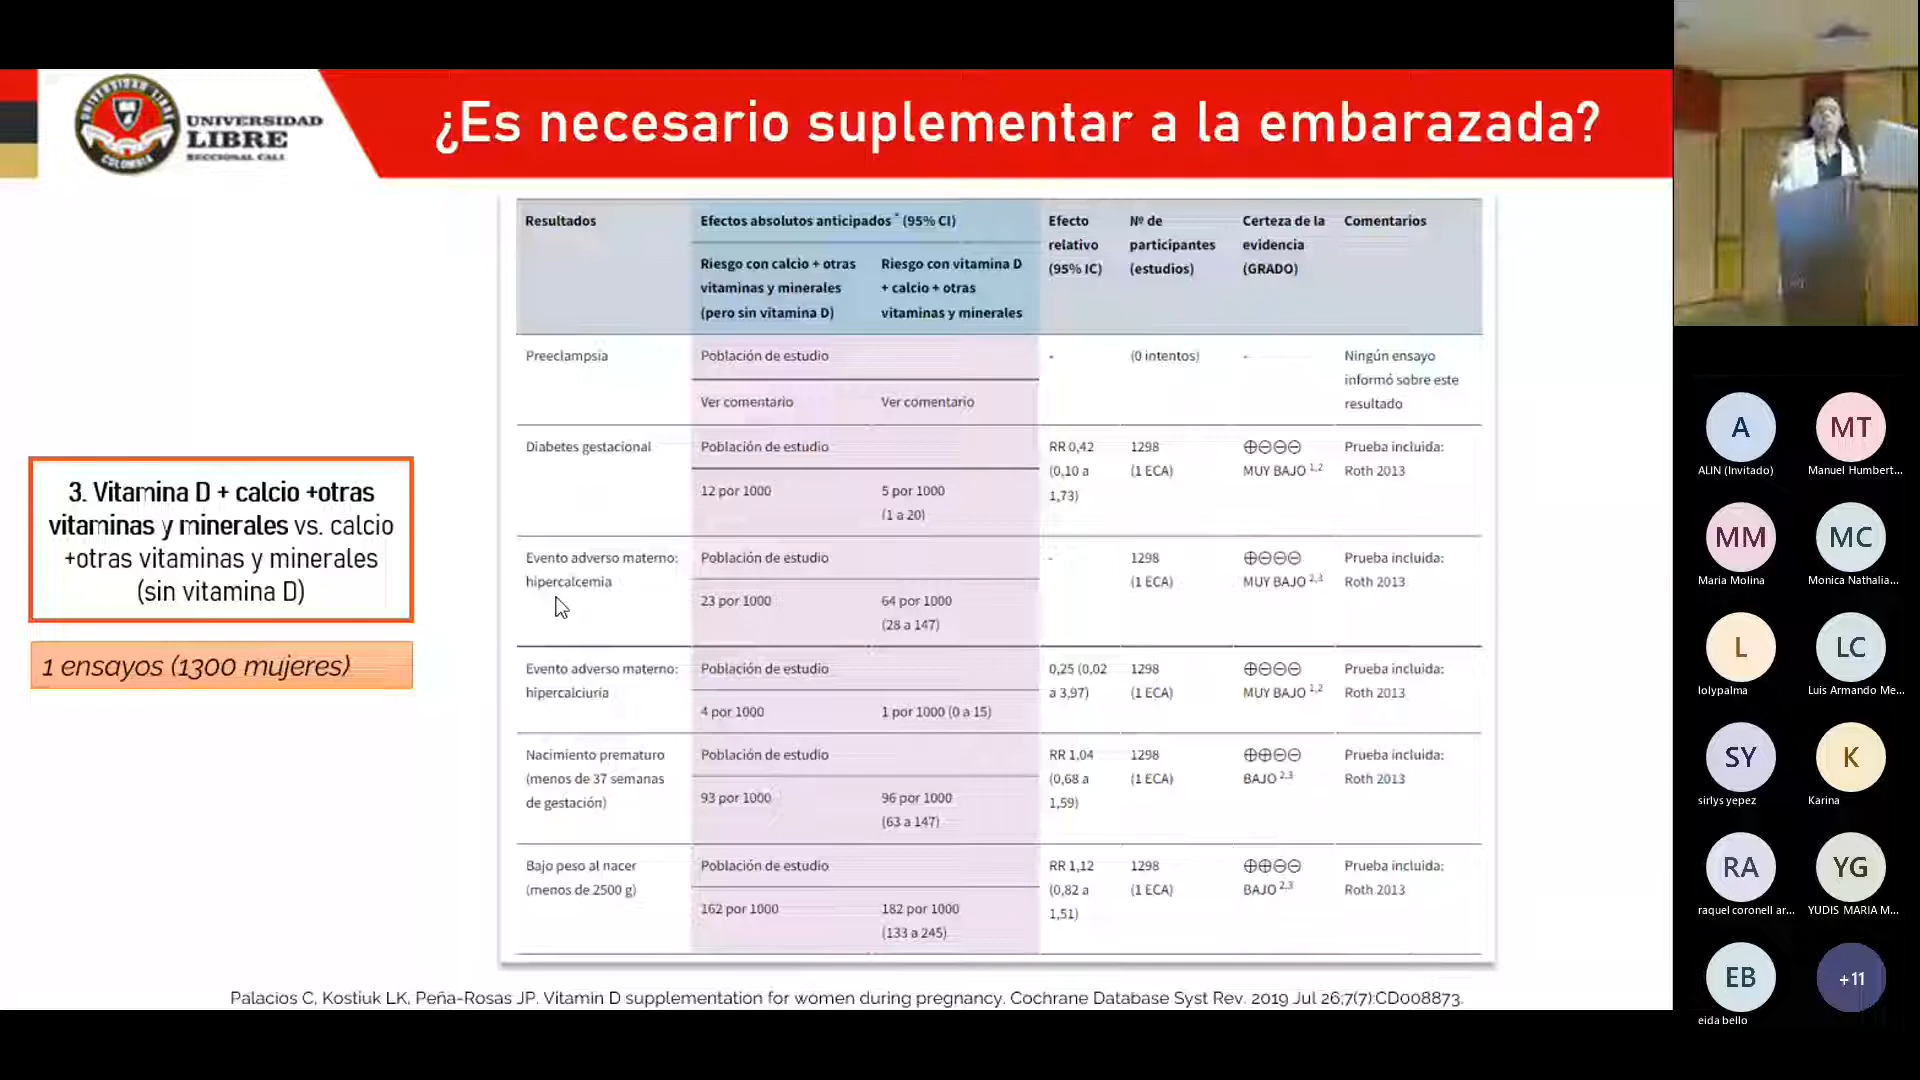 UNIVERSIDAD
LIBRE
SECCIONAL CALI
COLOMBIA
¿Es necesario suplementar a la embarazada?
3. Vitamina D + calcio +otras
vitaminas y minerales vs. calcio
+otras vitaminas y minerales
(sin vitamina D)
1 ensayos (1300 mujeres)
Resultados
Efectos absolutos anticipados * (95% CI)
Riesgo con calcio + otras
vitaminas y minerales
(pero sin vitamina D)
Riesgo con vitamina D
+ calcio + otras
vitaminas y minerales
Efecto
relativo
(95% IC)
Nº de
participantes
(estudios)
Certeza de la
evidencia
(GRADO)
Comentarios
Preeclampsia
Población de estudio
Ver comentario
Ver comentario
-
(0 intentos)
-
Ningún ensayo
informó sobre este
resultado
Diabetes gestacional
Población de estudio
12 por 1000
5 por 1000
(1 a 20)
RR 0,42
(0,10 a
1,73)
1298
(1 ECA)
⊕⊖⊖⊖
MUY BAJO 1,2
Prueba incluida:
Roth 2013
Evento adverso materno:
hipercalcemia
Población de estudio
23 por 1000
64 por 1000
(28 a 147)
-
1298
(1 ECA)
⊕⊖⊖⊖
MUY BAJO 2,3
Prueba incluida:
Roth 2013
Evento adverso materno:
hipercalciuria
Población de estudio
4 por 1000
1 por 1000 (0 a 15)
0,25 (0,02
a 3,97)
1298
(1 ECA)
⊕⊖⊖⊖
MUY BAJO 1,2
Prueba incluida:
Roth 2013
Nacimiento prematuro
(menos de 37 semanas
de gestación)
Población de estudio
93 por 1000
96 por 1000
(63 a 147)
RR 1,04
(0,68 a
1,59)
1298
(1 ECA)
⊕⊕⊖⊖
BAJO 2,3
Prueba incluida:
Roth 2013
Bajo peso al nacer
(menos de 2500 g)
Población de estudio
162 por 1000
182 por 1000
(133 a 245)
RR 1,12
(0,82 a
1,51)
1298
(1 ECA)
⊕⊕⊖⊖
BAJO 2,3
Prueba incluida:
Roth 2013
Palacios C, Kostiuk LK, Peña-Rosas JP. Vitamin D supplementation for women during pregnancy. Cochrane Database Syst Rev. 2019 Jul 26;7(7):CD008873.
A
ALIN (Invitado)
MT
Manuel Humbert...
MM
Maria Molina
MC
Monica Nathalia...
L
lolypalma
LC
Luis Armando Me...
SY
sirlys yepez
K
Karina
RA
raquel coronell ar...
YG
YUDIS MARIA M...
EB
eida bello
+11